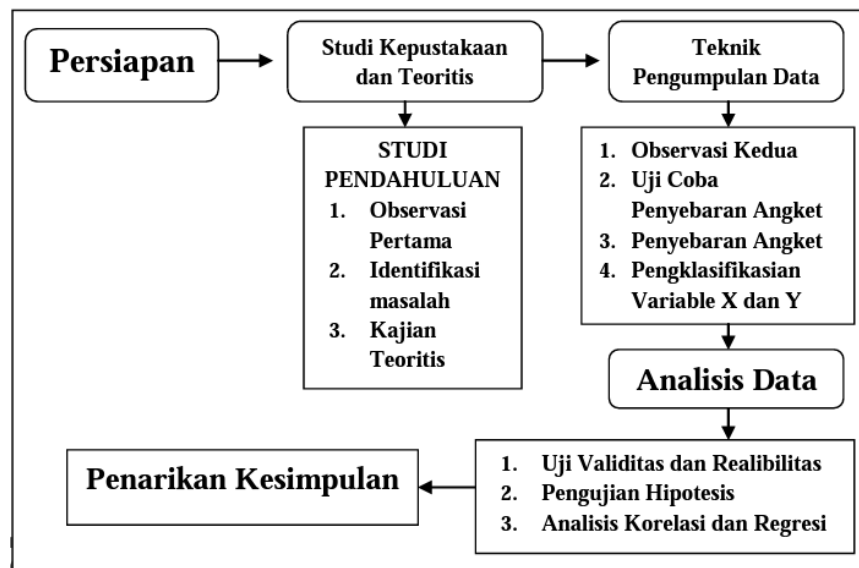 Persiapan
Studi Kepustakaan
dan Teoritis
Teknik
Pengumpulan Data
STUDI
PENDAHULUAN
1. Observasi
Pertama
2. Identifikasi
masalah
3. Kajian
Teoritis
1. Observasi Kedua
2. Uji Coba
Penyebaran Angket
3. Penyebaran Angket
4. Pengklasifikasian
Variable X dan Y
Analisis Data
1. Uji Validitas dan Realibilitas
2. Pengujian Hipotesis
3. Analisis Korelasi dan Regresi
Penarikan Kesimpulan